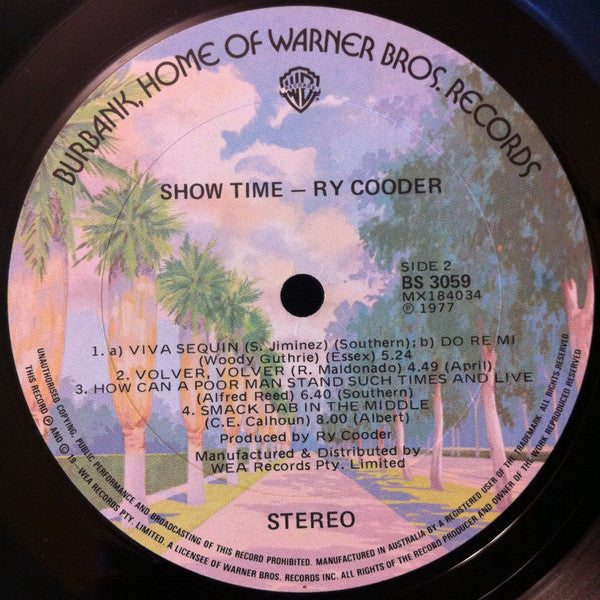 BURBANK, HOME OF WARNER BROS. RECORDS
SHOW TIME – RY COODER
SIDE 2
BS 3059
MX184034
℗ 1977
1. a) VIVA SEQUIN (S. Jiminez) (Southern); b) DO RE MI
(Woody Guthrie) (Essex) 5.24
2. VOLVER, VOLVER (R. Maldonado) 4.49 (April)
3. HOW CAN A POOR MAN STAND SUCH TIMES AND LIVE
(Alfred Reed) 6.40 (Southern)
4. SMACK DAB IN THE MIDDLE
(C.E. Calhoun) 8.00 (Albert)
Produced by Ry Cooder
Manufactured & Distributed by
WEA Records Pty. Limited
STEREO
UNAUTHORISED COPYING, PUBLIC PERFORMANCE AND BROADCASTING OF THIS RECORD PROHIBITED. MANUFACTURED IN AUSTRALIA BY A REGISTERED USER OF THE TRADEMARK. ALL RIGHTS RESERVED
THIS RECORD ℗ AND © 19 WEA RECORDS PTY. LIMITED. A LICENSEE OF WARNER BROS. RECORDS INC. ALL RIGHTS OF THE RECORD PRODUCER AND OWNER OF THE WORK REPRODUCED RESERVED